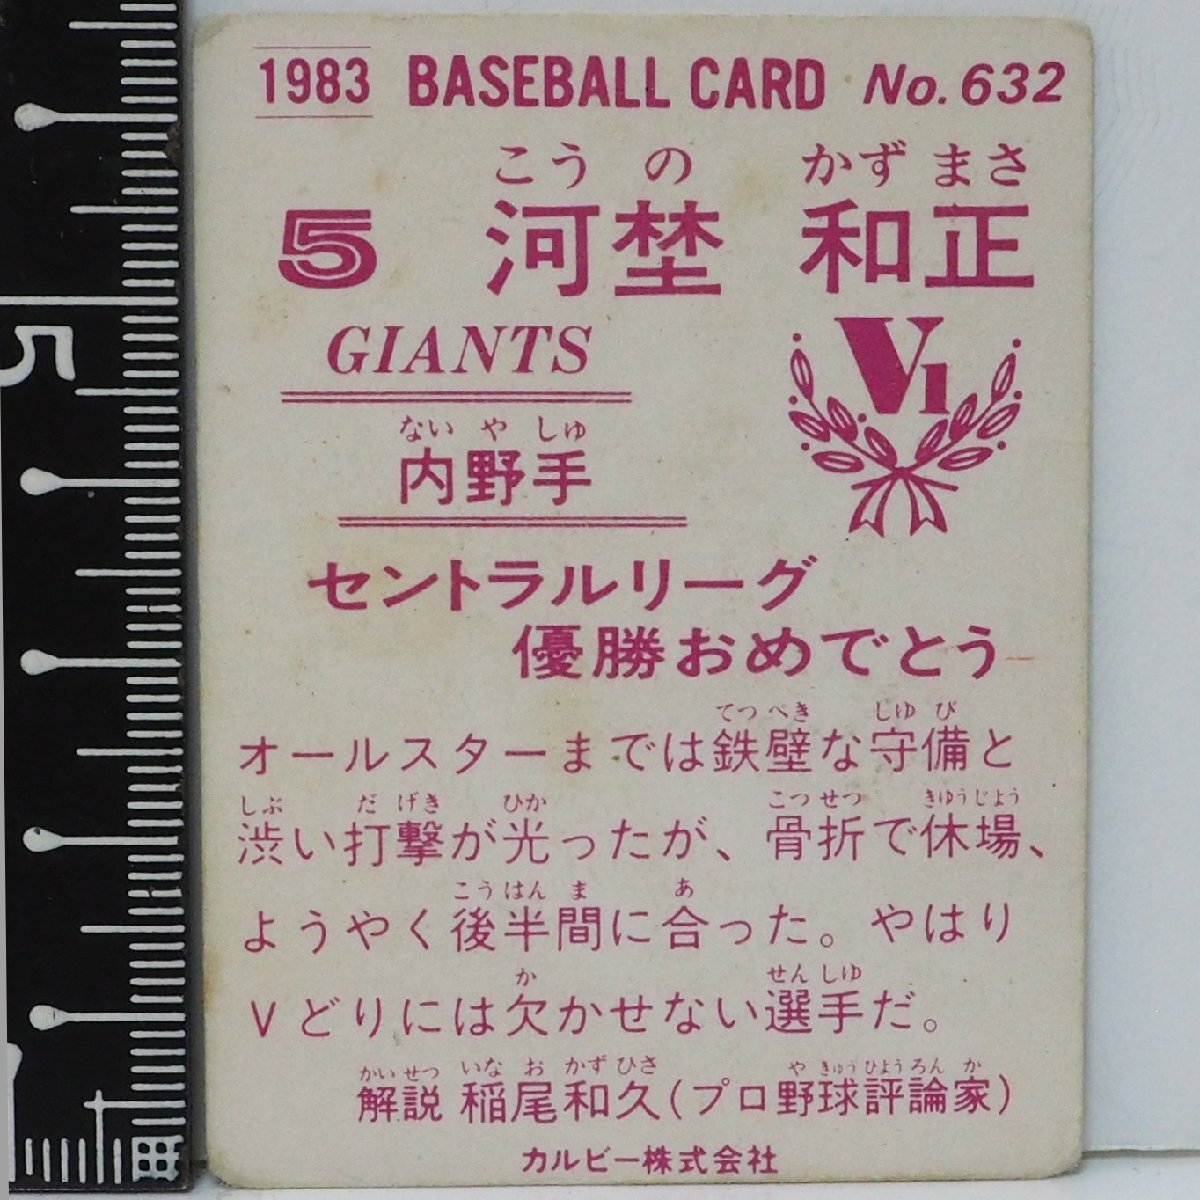 1983 BASEBALL CARD No.632
こうの かずまさ
5 河埜 和正
GIANTS
V1
ないやしゅ
内野手
セントラルリーグ
優勝おめでとう
てっぺき しゅび
オールスターまでは鉄壁な守備と
しぶ だげき ひか こっせつ きゅうじょう
渋い打撃が光ったが、骨折で休場、
こうはんま あ
ようやく後半間に合った。やはり
か せんしゅ
Vどりには欠かせない選手だ。
かいせつ いなおかずひさ やきゅうひょうろんか
解説 稲尾和久(プロ野球評論家)
カルビー株式会社
5